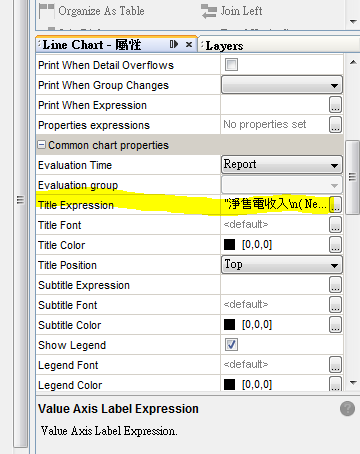 Organize As Table
Join Left
Line Chart - 屬性
Layers
Print When Detail Overflows
Print When Group Changes
Print When Expression
...
Properties expressions
No properties set
...
Common chart properties
Evaluation Time
Report
Evaluation group
Title Expression
"淨售電收入\n( Ne...
...
Title Font
<default>
...
Title Color
[0,0,0]
...
Title Position
Top
Subtitle Expression
...
Subtitle Font
<default>
...
Subtitle Color
[0,0,0]
...
Show Legend
Legend Font
<default>
...
Legend Color
[0,0,0]
...
Value Axis Label Expression
?
Value Axis Label Expression.